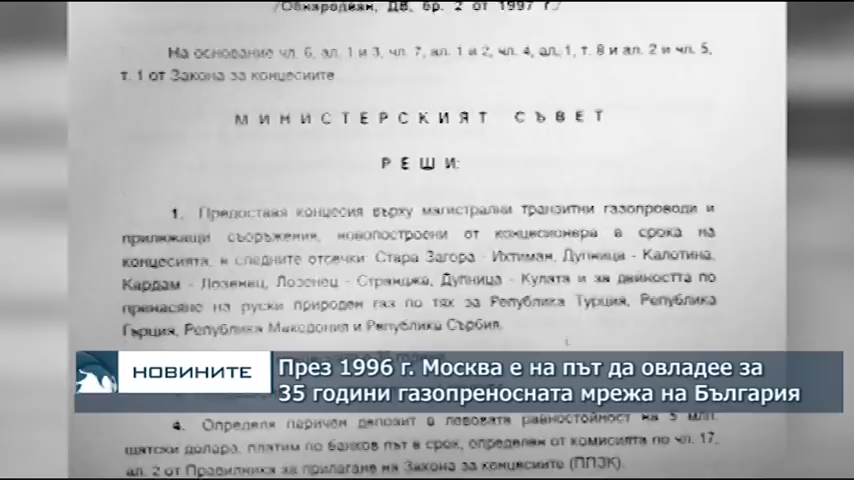 /Обнародван, ДВ, бр. 2 от 1997 г./
На основание чл. 6, ал. 1 и 3, чл. 7, ал. 1 и 2, чл. 4, ал. 1, т. 8 и ал. 2 и чл. 5,
т. 1 от Закона за концесиите
МИНИСТЕРСКИЯТ СЪВЕТ
РЕШИ:
1. Предоставя концесия върху магистрални транзитни газопроводи и
прилежащи съоръжения, новопостроени от концесионера в срока на
концесията, в следните отсечки: Стара Загора - Ихтиман, Дупница - Калотина,
Кардам - Лозенец, Лозенец - Странджа, Дупница - Кулата и за дейността по
пренасяне на руски природен газ по тях за Република Турция, Република
Гърция, Република Македония и Република Сърбия.
НОВИНИТЕ
През 1996 г. Москва е на път да овладее за
35 години газопреносната мрежа на България
4. Определя паричен депозит в левовата равностойност на 5 млн.
щатски долара, платим по банков път в срок, определен от комисията по чл. 17,
ал. 2 от Правилника за прилагане на Закона за концесиите (ППЗК).